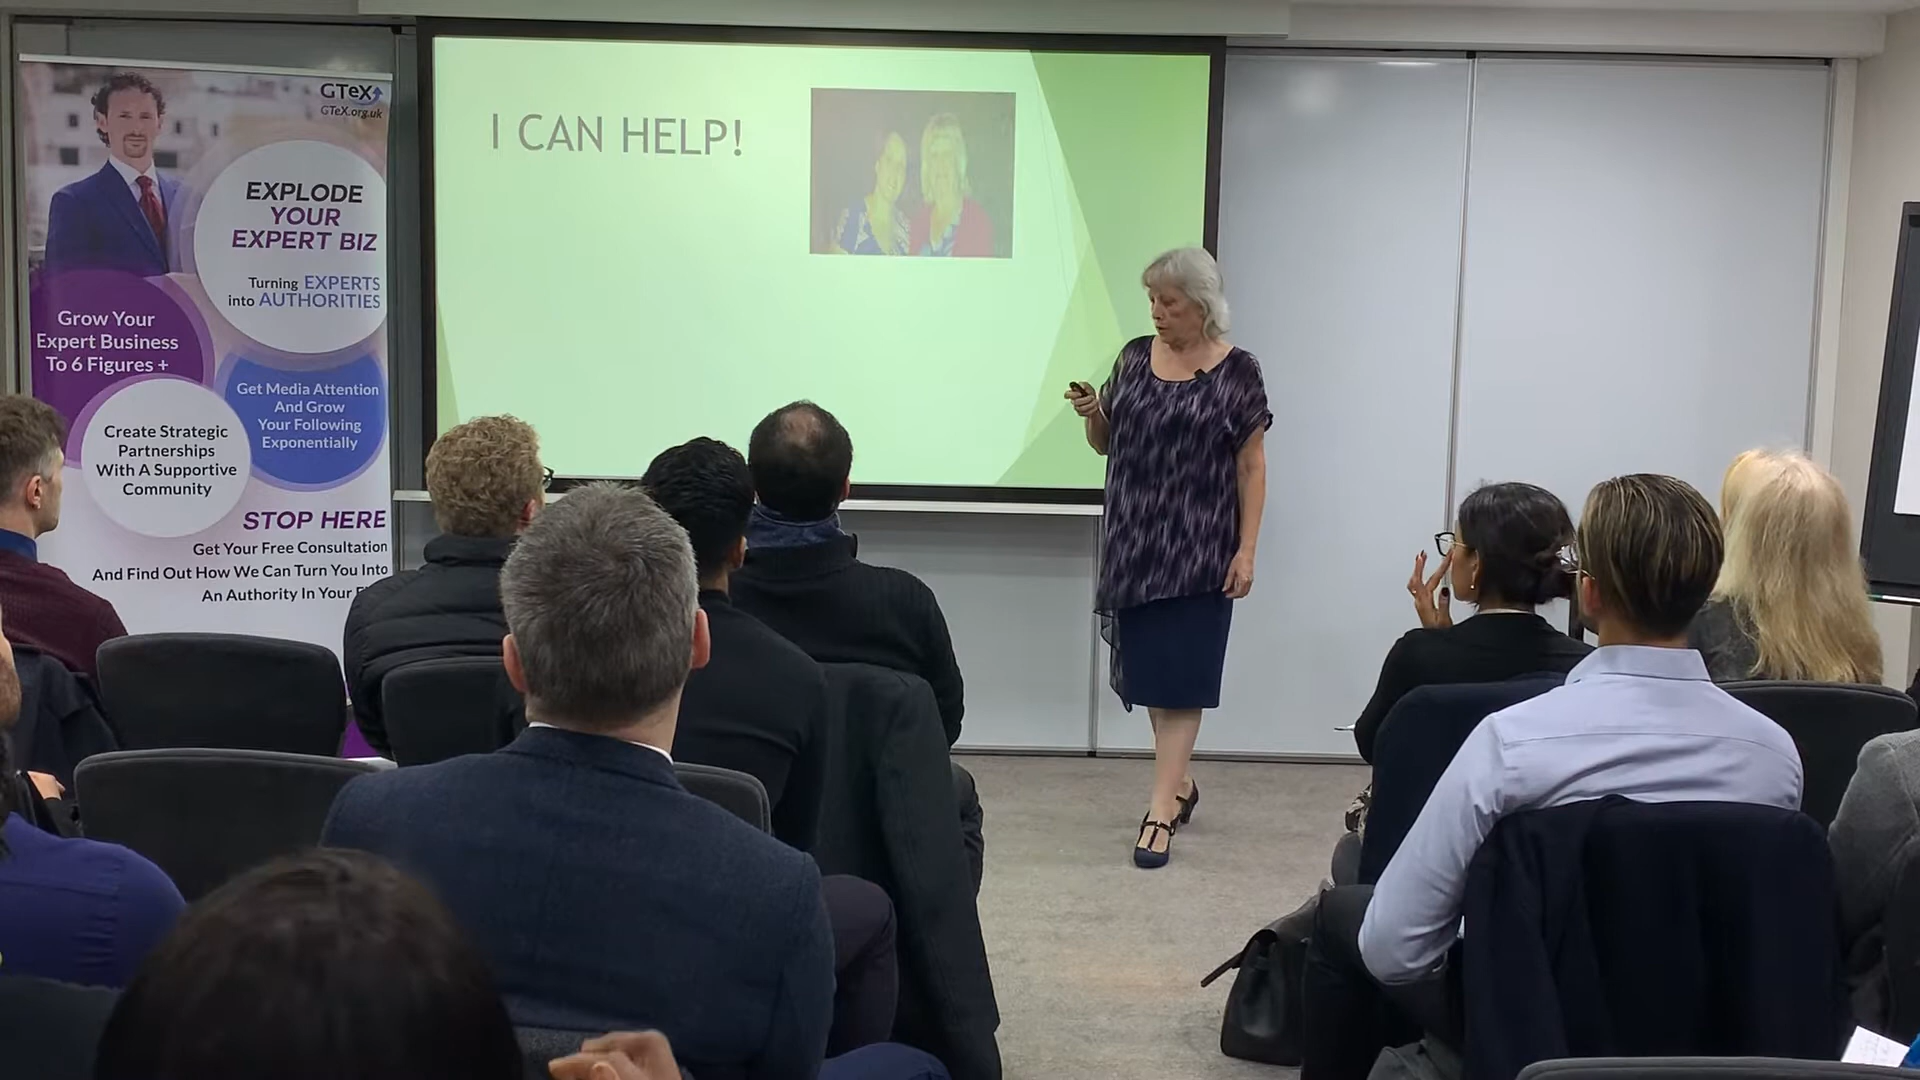 GTeX
GTeX.org.uk
EXPLODE
YOUR
EXPERT BIZ
Turning EXPERTS
into AUTHORITIES
Grow Your
Expert Business
To 6 Figures +
Get Media Attention
And Grow
Your Following
Exponentially
Create Strategic
Partnerships
With A Supportive
Community
STOP HERE
Get Your Free Consultation
And Find Out How We Can Turn You Into
An Authority In Your
I CAN HELP!